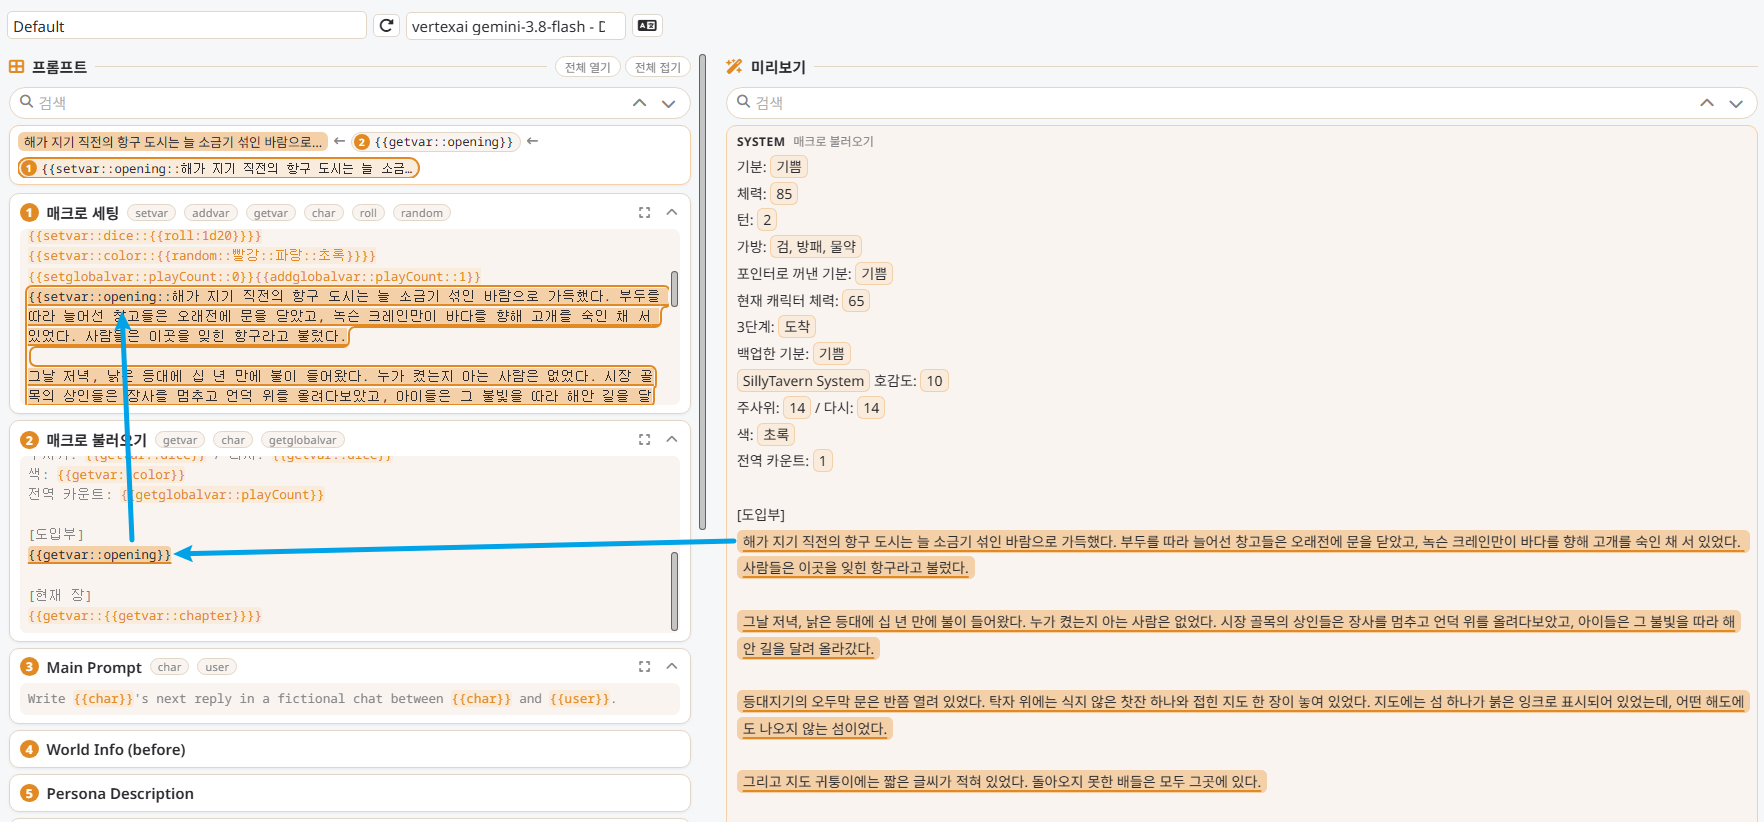 Default
vertexai gemini-3.8-flash - D
프롬프트
전체 열기
전체 접기
검색
해가 지기 직전의 항구 도시는 늘 소금기 섞인 바람으로... ← 2 {{getvar::opening}} ←
1 {{setvar::opening::해가 지기 직전의 항구 도시는 늘 소금…
1 매크로 세팅 setvar addvar getvar char roll random
{{setvar::dice::{{roll:1d20}}}}
{{setvar::color::{{random::빨강::파랑::초록}}}}
{{setglobalvar::playCount::0}}{{addglobalvar::playCount::1}}
{{setvar::opening::해가 지기 직전의 항구 도시는 늘 소금기 섞인 바람으로 가득했다. 부두를
따라 늘어선 창고들은 오래전에 문을 닫았고, 녹슨 크레인만이 바다를 향해 고개를 숙인 채 서
있었다. 사람들은 이곳을 잊힌 항구라고 불렀다.
그날 저녁, 낡은 등대에 십 년 만에 불이 들어왔다. 누가 켰는지 아는 사람은 없었다. 시장 골
목의 상인들은 장사를 멈추고 언덕 위를 올려다보았고, 아이들은 그 불빛을 따라 해안 길을 달
2 매크로 불러오기 getvar char getglobalvar
주사위: {{getvar::dice}} / 다시: {{getvar::dice}}
색: {{getvar::color}}
전역 카운트: {{getglobalvar::playCount}}
[도입부]
{{getvar::opening}}
[현재 장]
{{getvar::{{getvar::chapter}}}}
3 Main Prompt char user
Write {{char}}'s next reply in a fictional chat between {{char}} and {{user}}.
4 World Info (before)
5 Persona Description
미리보기
검색
SYSTEM 매크로 불러오기
기분: 기쁨
체력: 85
턴: 2
가방: 검, 방패, 물약
포인터로 꺼낸 기분: 기쁨
현재 캐릭터 체력: 65
3단계: 도착
백업한 기분: 기쁨
SillyTavern System 호감도: 10
주사위: 14 / 다시: 14
색: 초록
전역 카운트: 1
[도입부]
해가 지기 직전의 항구 도시는 늘 소금기 섞인 바람으로 가득했다. 부두를 따라 늘어선 창고들은 오래전에 문을 닫았고, 녹슨 크레인만이 바다를 향해 고개를 숙인 채 서 있었다.
사람들은 이곳을 잊힌 항구라고 불렀다.
그날 저녁, 낡은 등대에 십 년 만에 불이 들어왔다. 누가 켰는지 아는 사람은 없었다. 시장 골목의 상인들은 장사를 멈추고 언덕 위를 올려다보았고, 아이들은 그 불빛을 따라 해
안 길을 달려 올라갔다.
등대지기의 오두막 문은 반쯤 열려 있었다. 탁자 위에는 식지 않은 찻잔 하나와 접힌 지도 한 장이 놓여 있었다. 지도에는 섬 하나가 붉은 잉크로 표시되어 있었는데, 어떤 해도에
도 나오지 않는 섬이었다.
그리고 지도 귀퉁이에는 짧은 글씨가 적혀 있었다. 돌아오지 못한 배들은 모두 그곳에 있다.